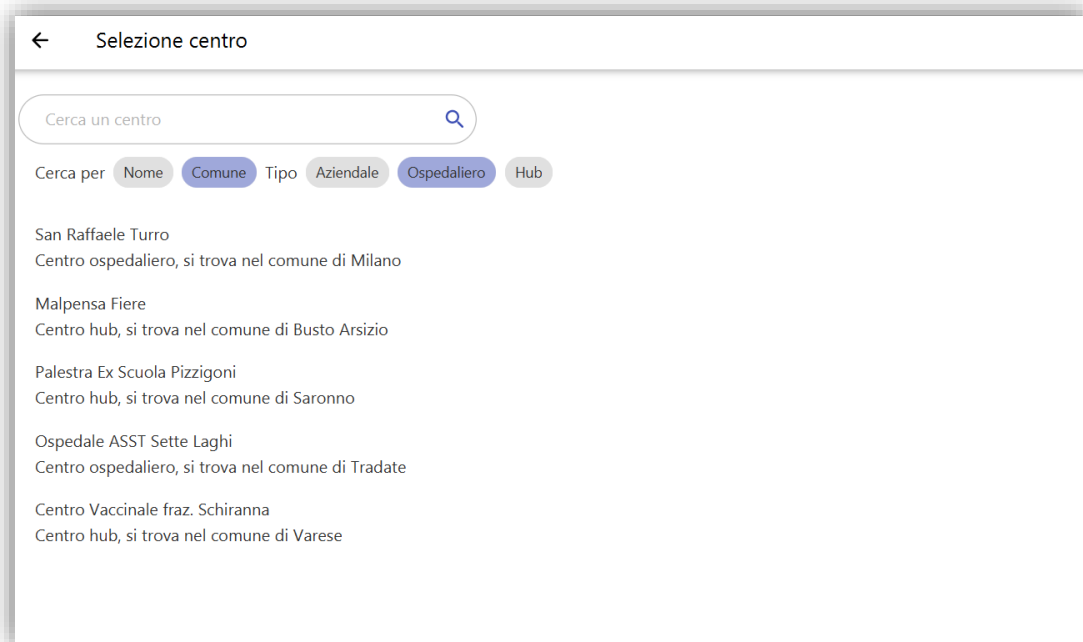 Selezione centro
Cerca un centro
Cerca per Nome Comune Tipo Aziendale Ospedaliero Hub
San Raffaele Turro
Centro ospedaliero, si trova nel comune di Milano
Malpensa Fiere
Centro hub, si trova nel comune di Busto Arsizio
Palestra Ex Scuola Pizzigoni
Centro hub, si trova nel comune di Saronno
Ospedale ASST Sette Laghi
Centro ospedaliero, si trova nel comune di Tradate
Centro Vaccinale fraz. Schiranna
Centro hub, si trova nel comune di Varese